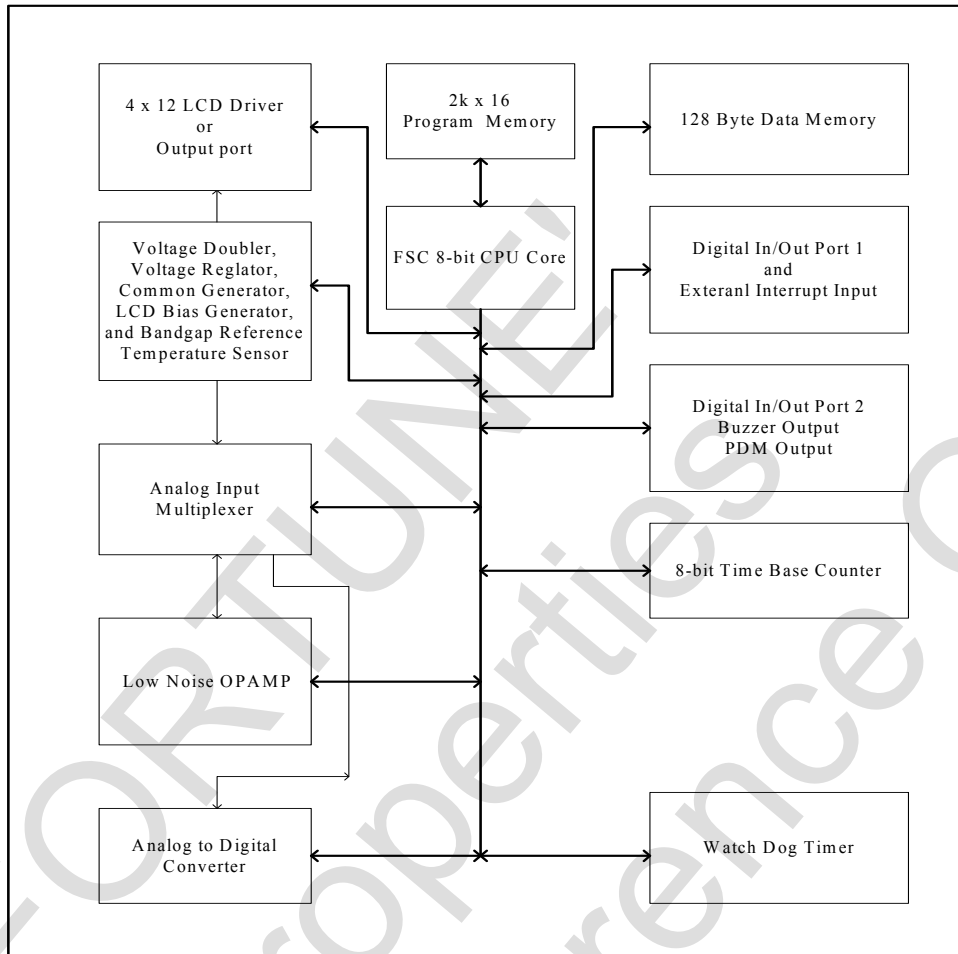 4 x 12 LCD Driver
or
Output port
2k x 16
Program Memory
128 Byte Data Memory
Voltage Doubler,
Voltage Reglator,
Common Generator,
LCD Bias Generator,
and Bandgap Reference
Temperature Sensor
FSC 8-bit CPU Core
Digital In/Out Port 1
and
Exteranl Interrupt Input
Digital In/Out Port 2
Buzzer Output
PDM Output
Analog Input
Multiplexer
8-bit Time Base Counter
Low Noise OPAMP
Analog to Digital
Converter
Watch Dog Timer
FORTUNE'
roperties
rence